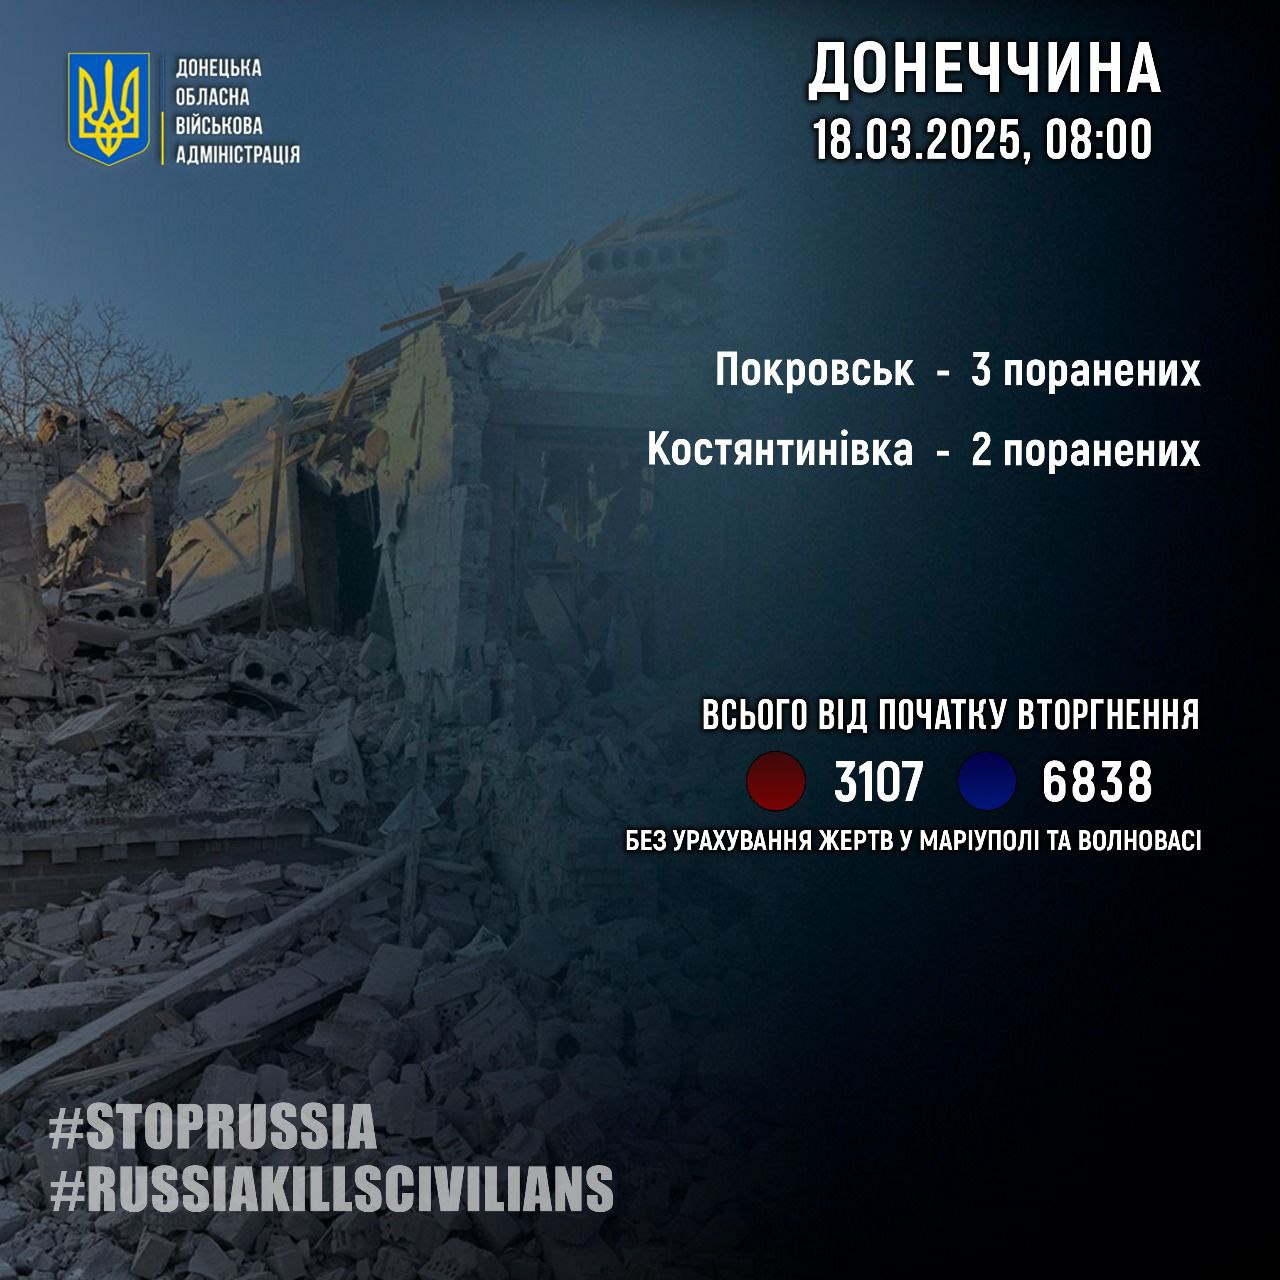 ДОНЕЦЬКА
ОБЛАСНА
ВІЙСЬКОВА
АДМІНІСТРАЦІЯ
ДОНЕЧЧИНА
18.03.2025, 08:00
Покровськ - 3 поранених
Костянтинівка - 2 поранених
ВСЬОГО ВІД ПОЧАТКУ ВТОРГНЕННЯ
3107 6838
БЕЗ УРАХУВАННЯ ЖЕРТВ У МАРІУПОЛІ ТА ВОЛНОВАСІ
#STOPRUSSIA
#RUSSIAKILLSCIVILIANS